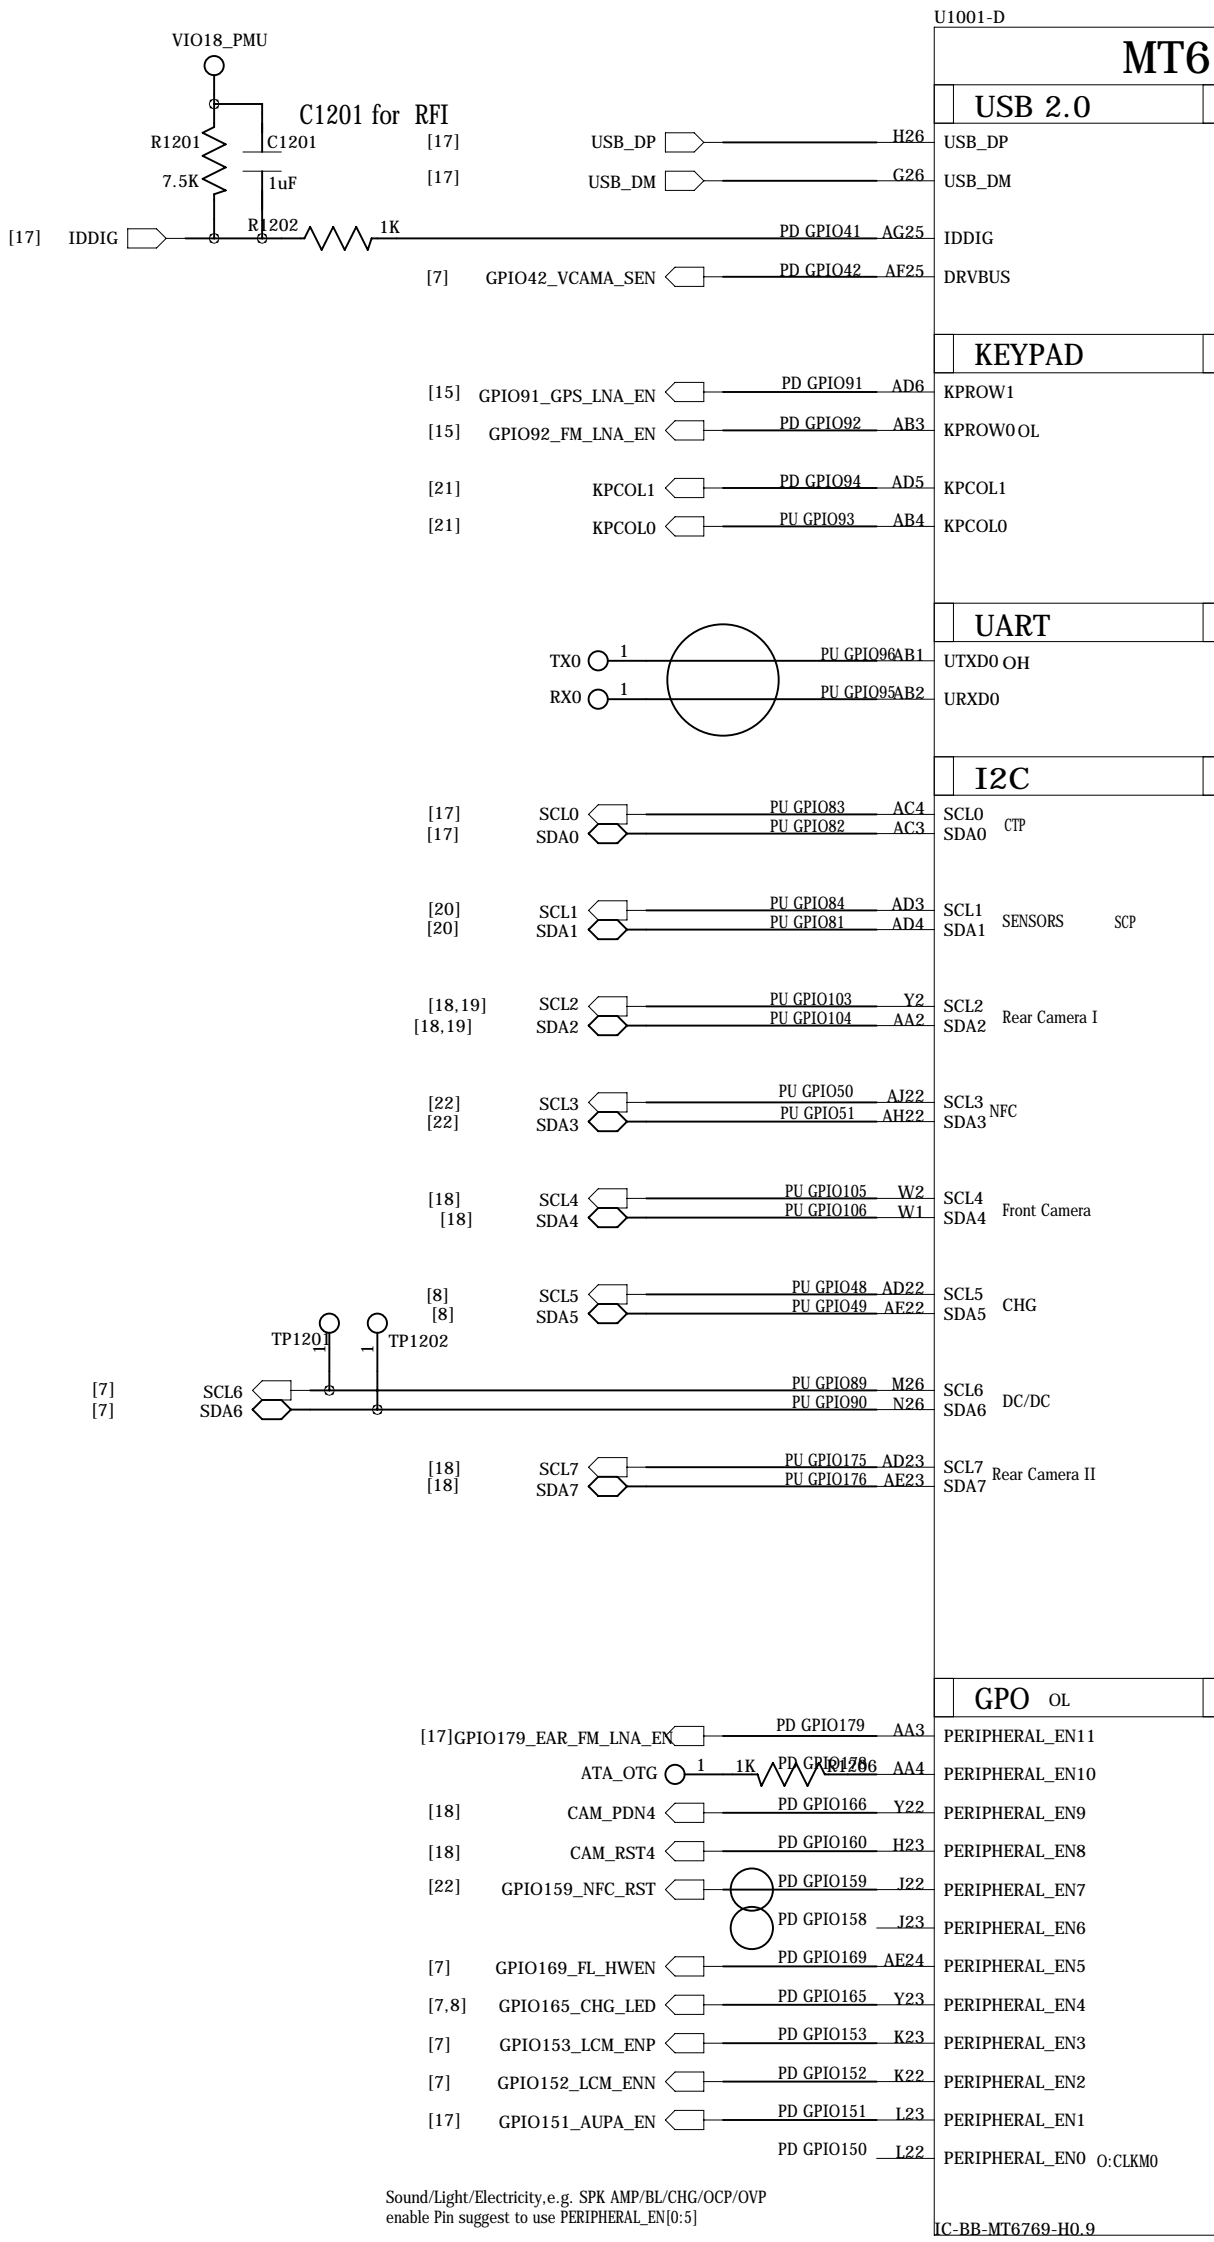 U1001-D
VIO18_PMU
MT6
USB 2.0
C1201 for RFI
R1201
C1201
7.5K
1uF
[17] USB_DP H26 USB_DP
[17] USB_DM G26 USB_DM
R1202
1K
[17] IDDIG PD GPIO41 AG25 IDDIG
[7] GPIO42_VCAMA_SEN PD GPIO42 AF25 DRVBUS
KEYPAD
[15] GPIO91_GPS_LNA_EN PD GPIO91 AD6 KPROW1
[15] GPIO92_FM_LNA_EN PD GPIO92 AB3 KPROW0 OL
[21] KPCOL1 PD GPIO94 AD5 KPCOL1
[21] KPCOL0 PU GPIO93 AB4 KPCOL0
UART
TX0 1 PU GPIO96 AB1 UTXD0 OH
RX0 1 PU GPIO95 AB2 URXD0
I2C
[17] SCL0 PU GPIO83 AC4 SCL0
CTP
[17] SDA0 PU GPIO82 AC3 SDA0
[20] SCL1 PU GPIO84 AD3 SCL1
SENSORS SCP
[20] SDA1 PU GPIO81 AD4 SDA1
[18,19] SCL2 PU GPIO103 Y2 SCL2
Rear Camera I
[18,19] SDA2 PU GPIO104 AA2 SDA2
[22] SCL3 PU GPIO50 AJ22 SCL3
NFC
[22] SDA3 PU GPIO51 AH22 SDA3
[18] SCL4 PU GPIO105 W2 SCL4
Front Camera
[18] SDA4 PU GPIO106 W1 SDA4
[8] SCL5 PU GPIO48 AD22 SCL5
CHG
[8] SDA5 PU GPIO49 AE22 SDA5
TP1201 1
1 TP1202
[7] SCL6 PU GPIO89 M26 SCL6
DC/DC
[7] SDA6 PU GPIO90 N26 SDA6
[18] SCL7 PU GPIO175 AD23 SCL7
Rear Camera II
[18] SDA7 PU GPIO176 AE23 SDA7
GPO OL
[17] GPIO179_EAR_FM_LNA_EN PD GPIO179 AA3 PERIPHERAL_EN11
ATA_OTG 1 1K PD GPIO178 R1206 AA4 PERIPHERAL_EN10
[18] CAM_PDN4 PD GPIO166 Y22 PERIPHERAL_EN9
[18] CAM_RST4 PD GPIO160 H23 PERIPHERAL_EN8
[22] GPIO159_NFC_RST PD GPIO159 J22 PERIPHERAL_EN7
PD GPIO158 J23 PERIPHERAL_EN6
[7] GPIO169_FL_HWEN PD GPIO169 AE24 PERIPHERAL_EN5
[7,8] GPIO165_CHG_LED PD GPIO165 Y23 PERIPHERAL_EN4
[7] GPIO153_LCM_ENP PD GPIO153 K23 PERIPHERAL_EN3
[7] GPIO152_LCM_ENN PD GPIO152 K22 PERIPHERAL_EN2
[17] GPIO151_AUPA_EN PD GPIO151 L23 PERIPHERAL_EN1
PD GPIO150 L22 PERIPHERAL_EN0 O:CLKM0
Sound/Light/Electricity,e.g. SPK AMP/BL/CHG/OCP/OVP
enable Pin suggest to use PERIPHERAL_EN[0:5]
IC-BB-MT6769-H0.9